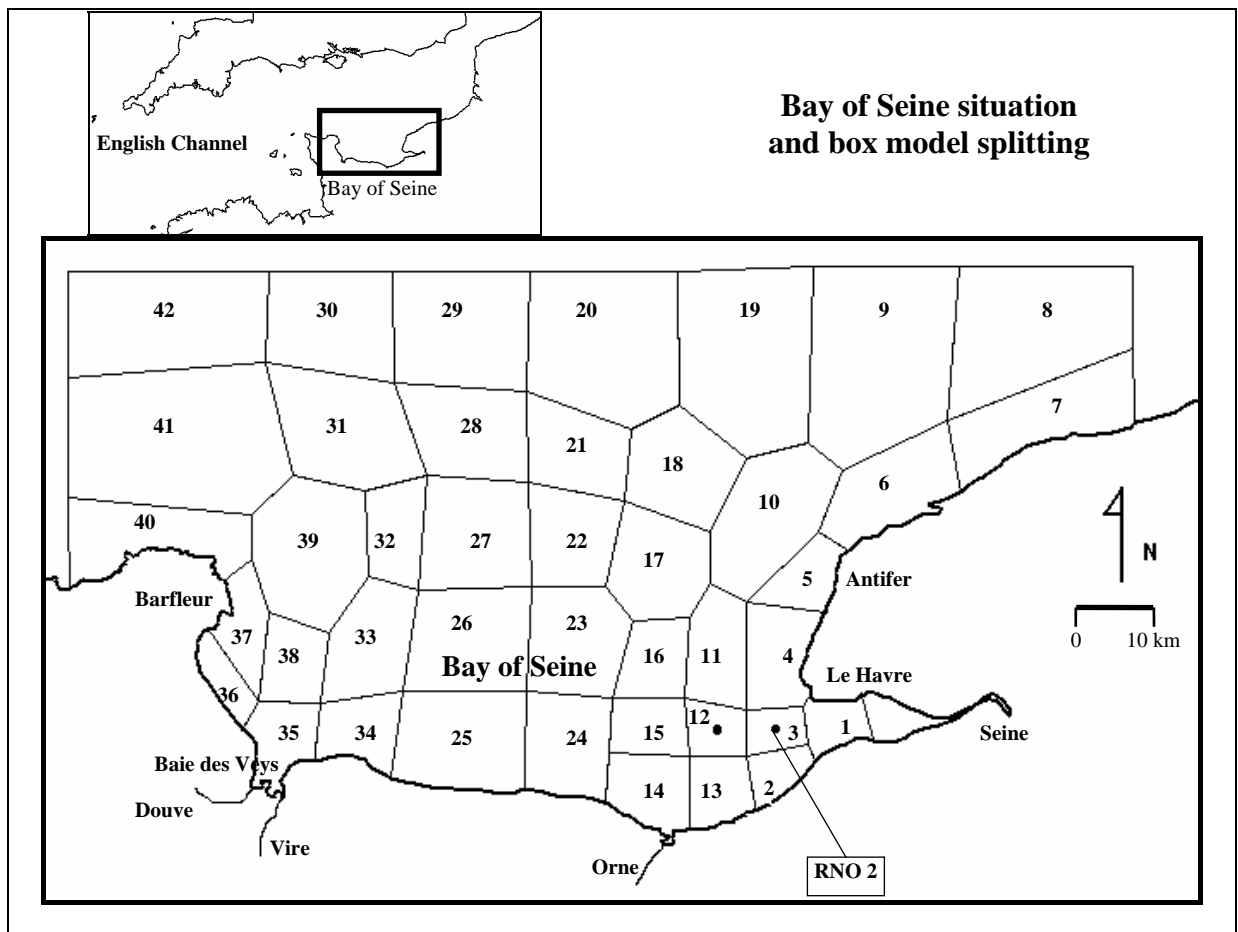 Bay of Seine situation
and box model splitting
English Channel
Bay of Seine
42 30 29 20 19 9 8
7
41 31 28 21 18 6
10
40 39 32 27 22 17
5 Antifer
N
Barfleur
37 38 33 26 23 16 11 4
0 10 km
Bay of Seine
Le Havre
36
35 34 25 24 15 12 3 1
Seine
Baie des Veys
14 13 2
Douve
Vire
Orne
RNO 2